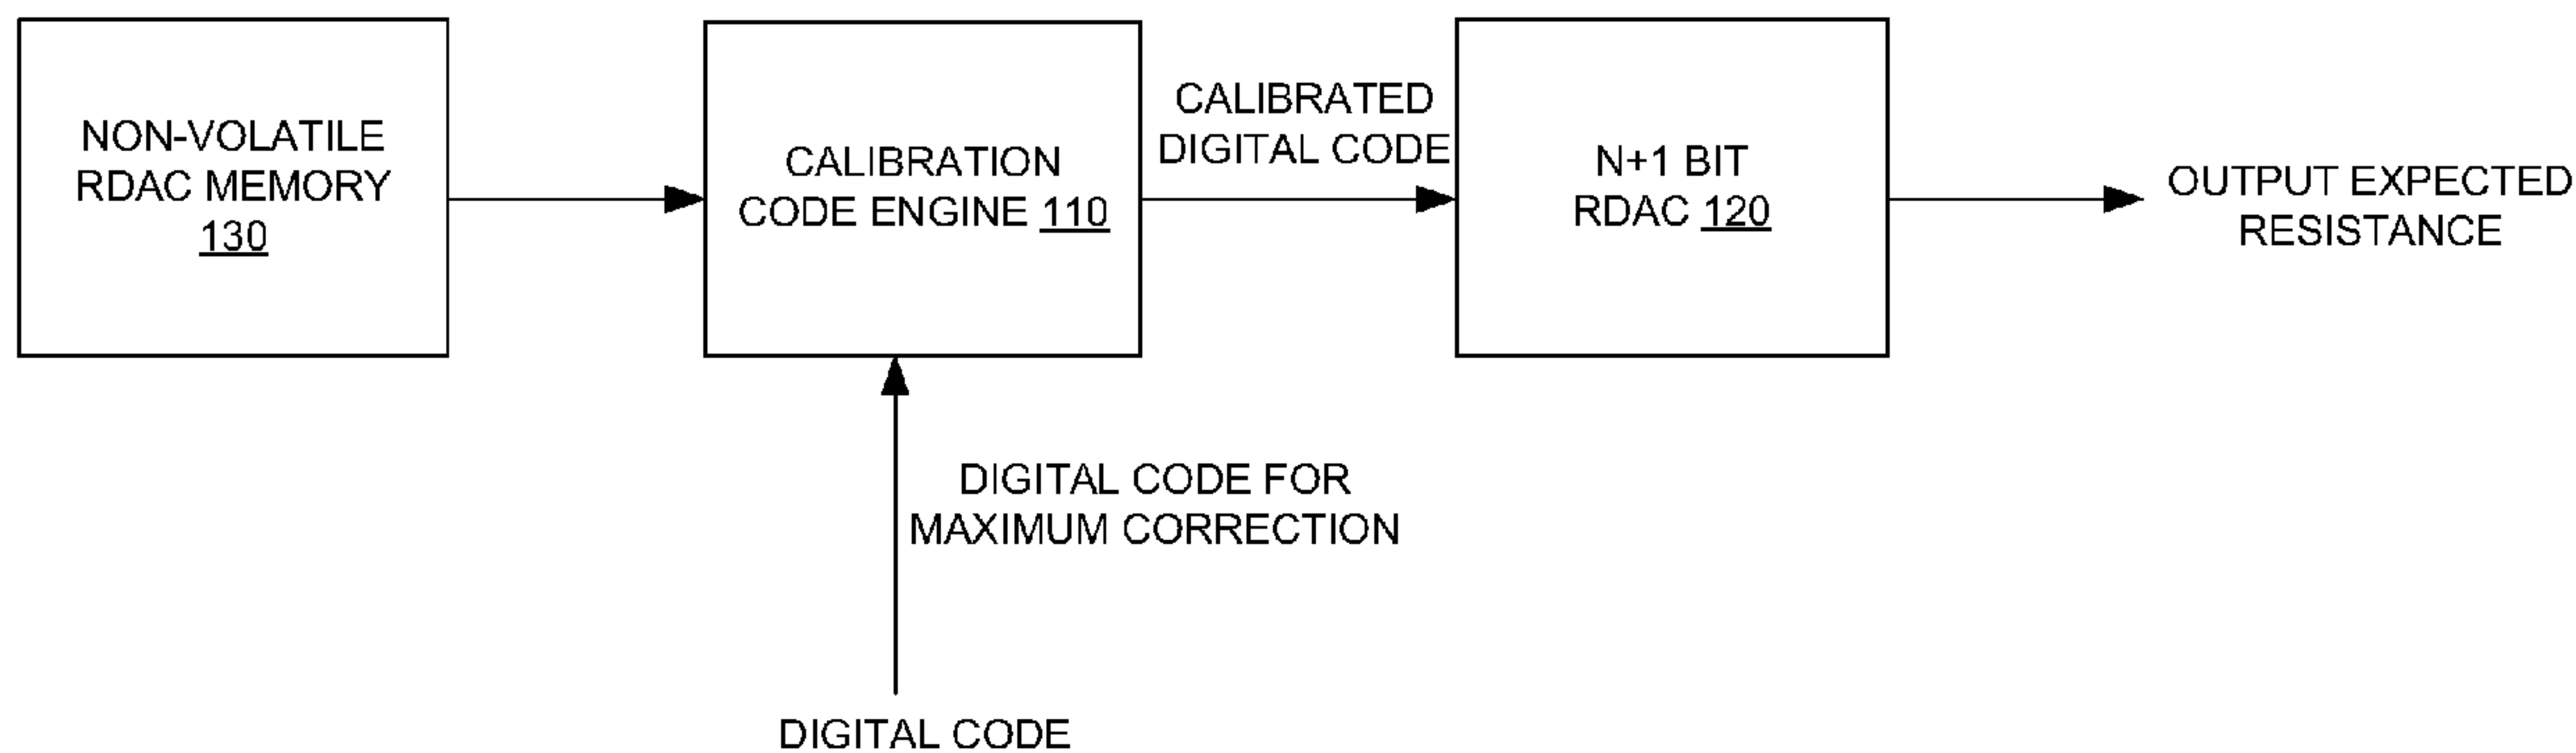 NON-VOLATILE
RDAC MEMORY
130
CALIBRATION
CODE ENGINE 110
CALIBRATED
DIGITAL CODE
N+1 BIT
RDAC 120
OUTPUT EXPECTED
RESISTANCE
DIGITAL CODE FOR
MAXIMUM CORRECTION
DIGITAL CODE